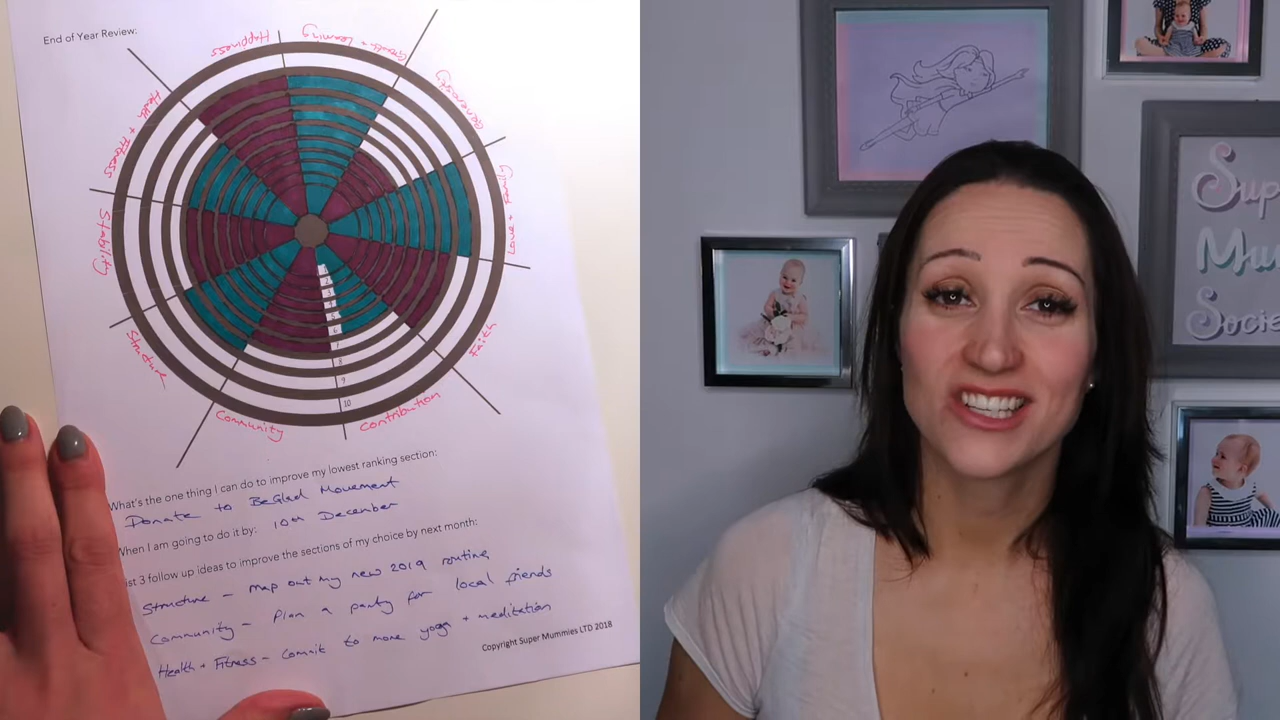 End of Year Review:
Happiness
Growth + Learning
Generosity
Love + Family
Faith
Contribution
Community
Structure
Stability
Health + Fitness
1
2
3
4
5
6
7
8
9
10
What's the one thing I can do to improve my lowest ranking section:
Donate to BeGlad Movement
When I am going to do it by: 10th December
ist 3 follow up ideas to improve the sections of my choice by next month:
Structure - map out my new 2019 routine
Community - Plan a party for local friends
Health + Fitness - Commit to more yoga + meditation
Copyright Super Mummies LTD 2018
Sup
Mu
Socie